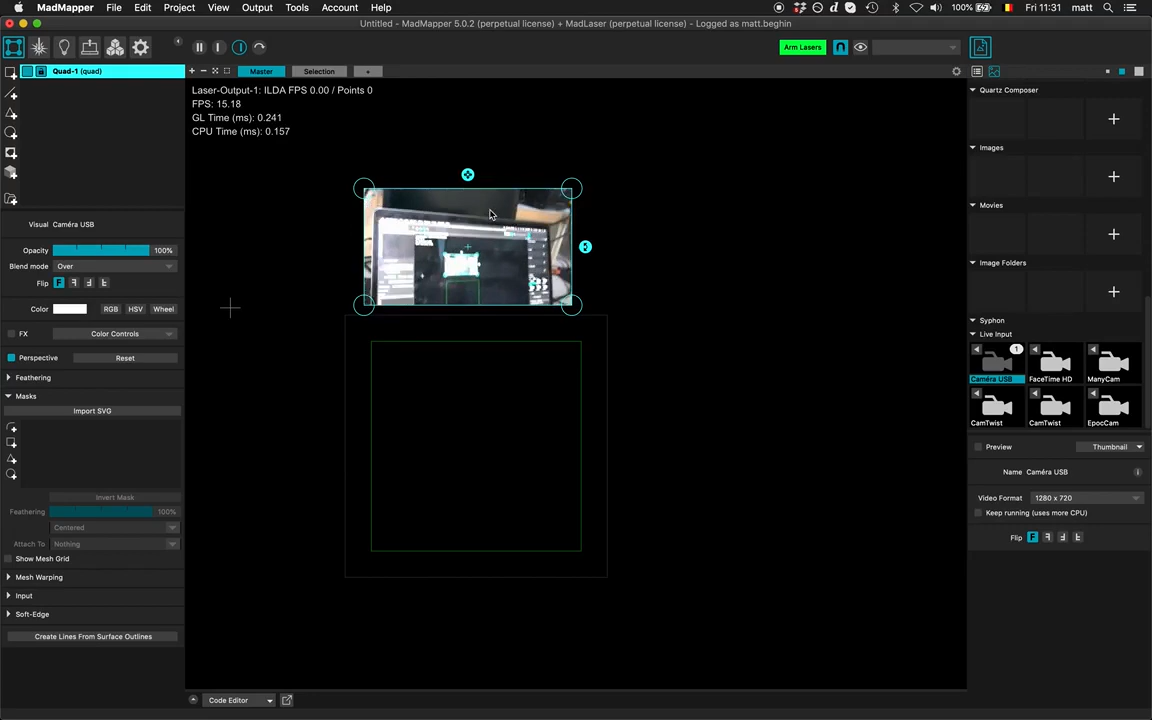 MadMapper File Edit View Project Output Tools Account Help 100% Fri 11:31 matt
Untitled - MadMapper 5.0.2 (perpetual license) + MadLaser (perpetual license) - Logged as matt.beghin
Arm Lasers
Quad-1 (quad)
Master Selection +
Laser-Output-1: ILDA FPS 0.00 / Points 0
FPS: 15.18
GL Time (ms): 0.241
CPU Time (ms): 0.157
Visual Caméra USB
Opacity 100%
Blend mode Over
Flip F F F F
Color RGB HSV Wheel
FX Color Controls
Perspective Reset
Feathering
Masks
Import SVG
Invert Mask
Feathering 100%
Centered
Attach To Nothing
Show Mesh Grid
Mesh Warping
Input
Soft-Edge
Create Lines From Surface Outlines
Code Editor
Quartz Composer
Images
Movies
Image Folders
Syphon
Live Input
1
Caméra USB FaceTime HD ManyCam
CamTwist CamTwist EpocCam
Preview Thumbnail
Name Caméra USB
Video Format 1280 x 720
Keep running (uses more CPU)
Flip F F F F